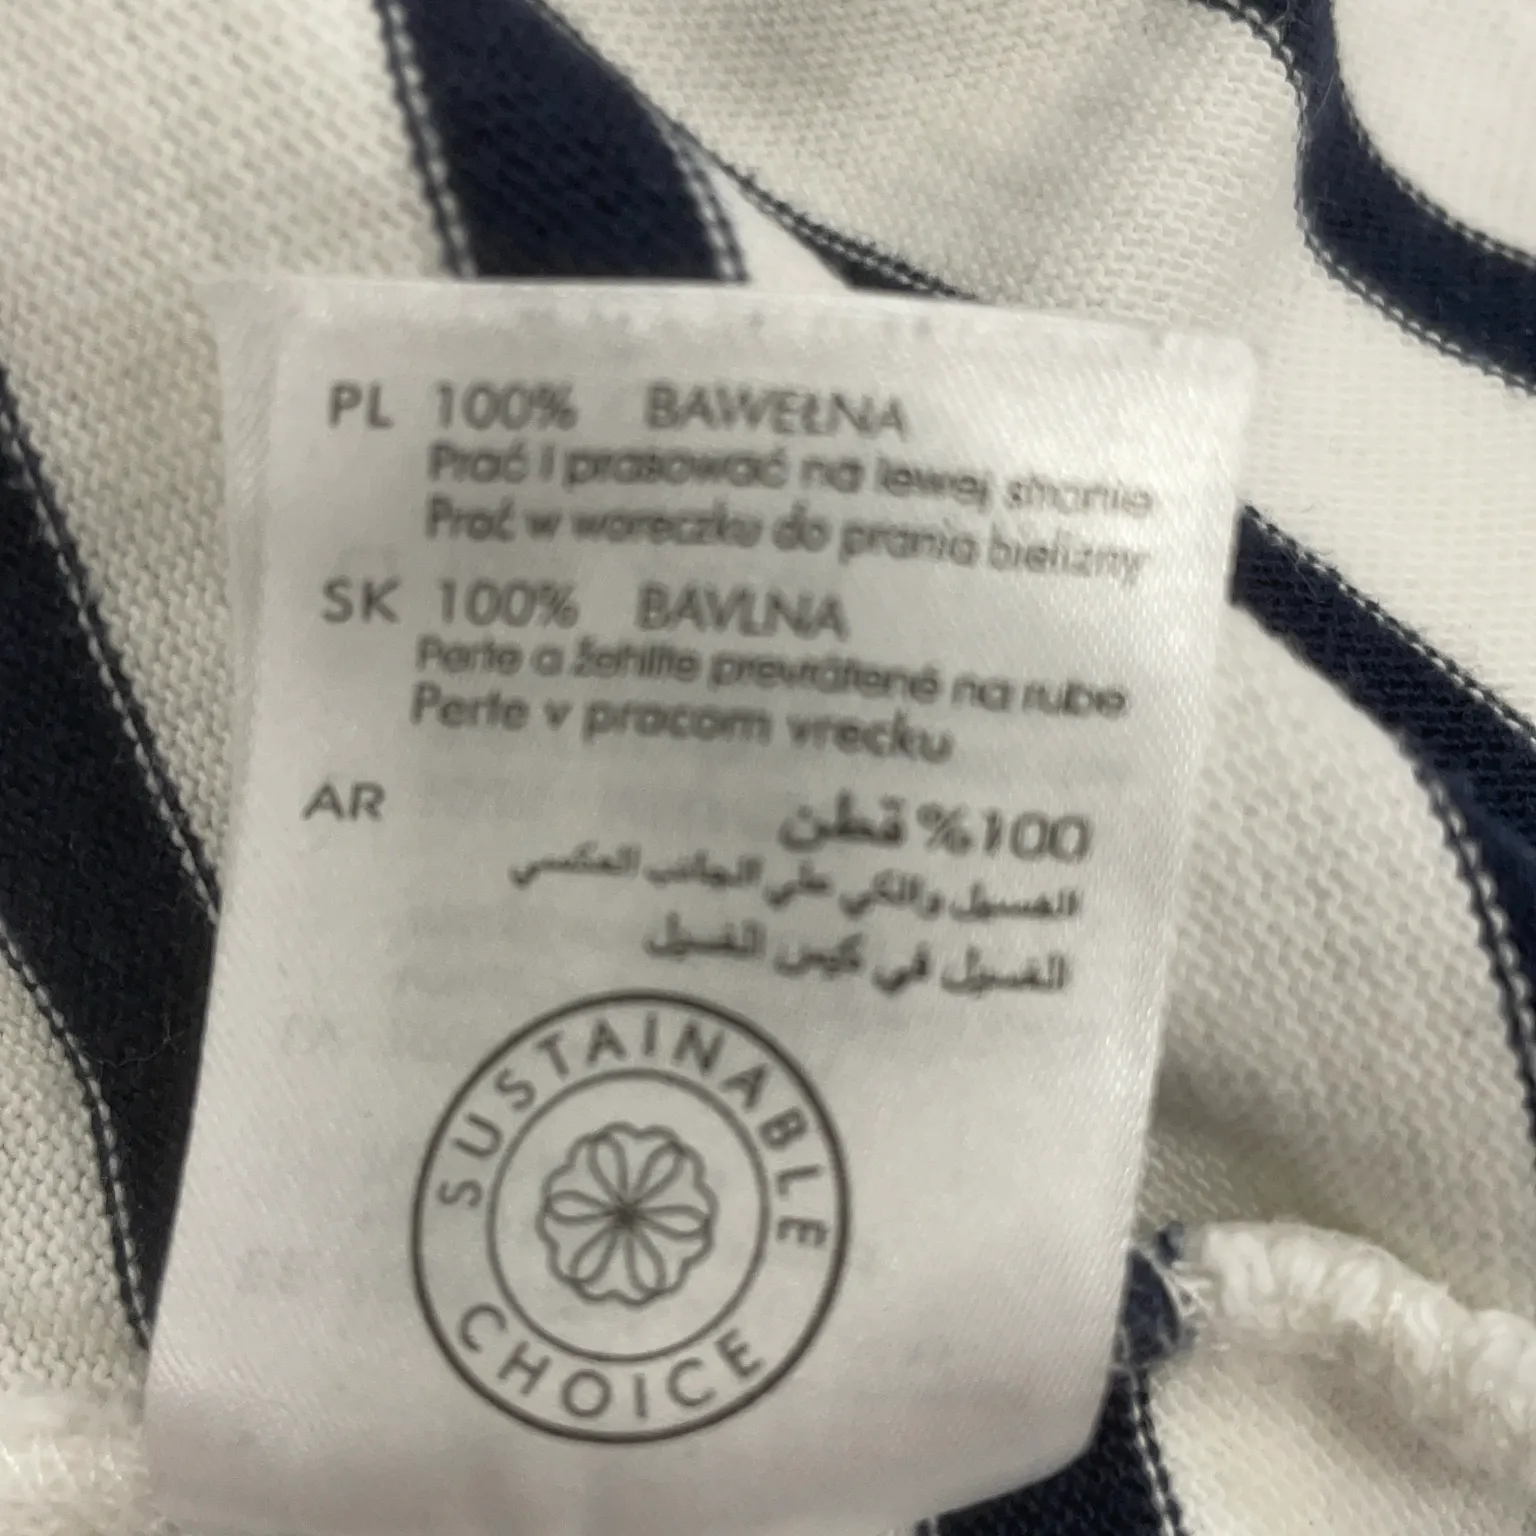 PL 100% BAWEŁNA
Prać i prasować na lewej stronie
Prać w woreczku do prania bielizny
SK 100% BAVLNA
Perte a žehlite prevrátené na rube
Perte v pracom vrecku
AR 100% قطن
الغسيل والكي على الجانب العكسي
الغسيل في كيس الغسيل
SUSTAINABLE
CHOICE